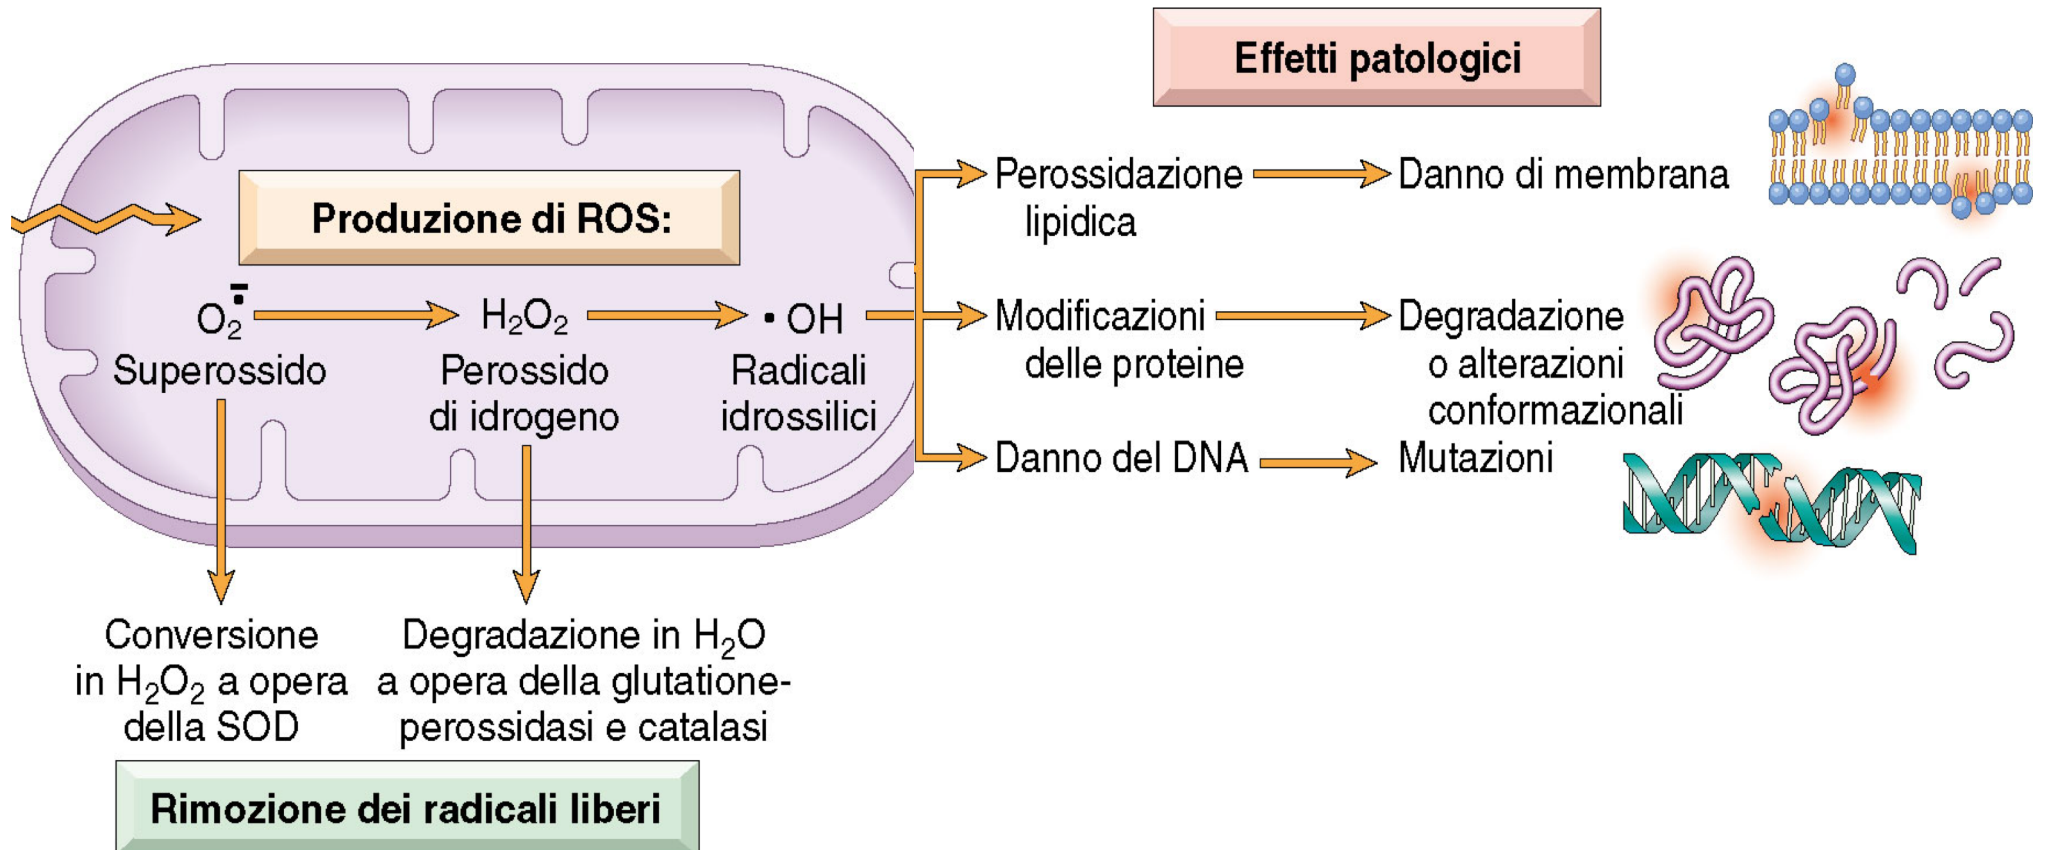 Effetti patologici
Produzione di ROS:
O₂•̄
Superossido
H₂O₂
Perossido
di idrogeno
• OH
Radicali
idrossilici
Perossidazione
lipidica
Danno di membrana
Modificazioni
delle proteine
Degradazione
o alterazioni
conformazionali
Danno del DNA
Mutazioni
Conversione
in H₂O₂ a opera
della SOD
Degradazione in H₂O
a opera della glutatione-
perossidasi e catalasi
Rimozione dei radicali liberi